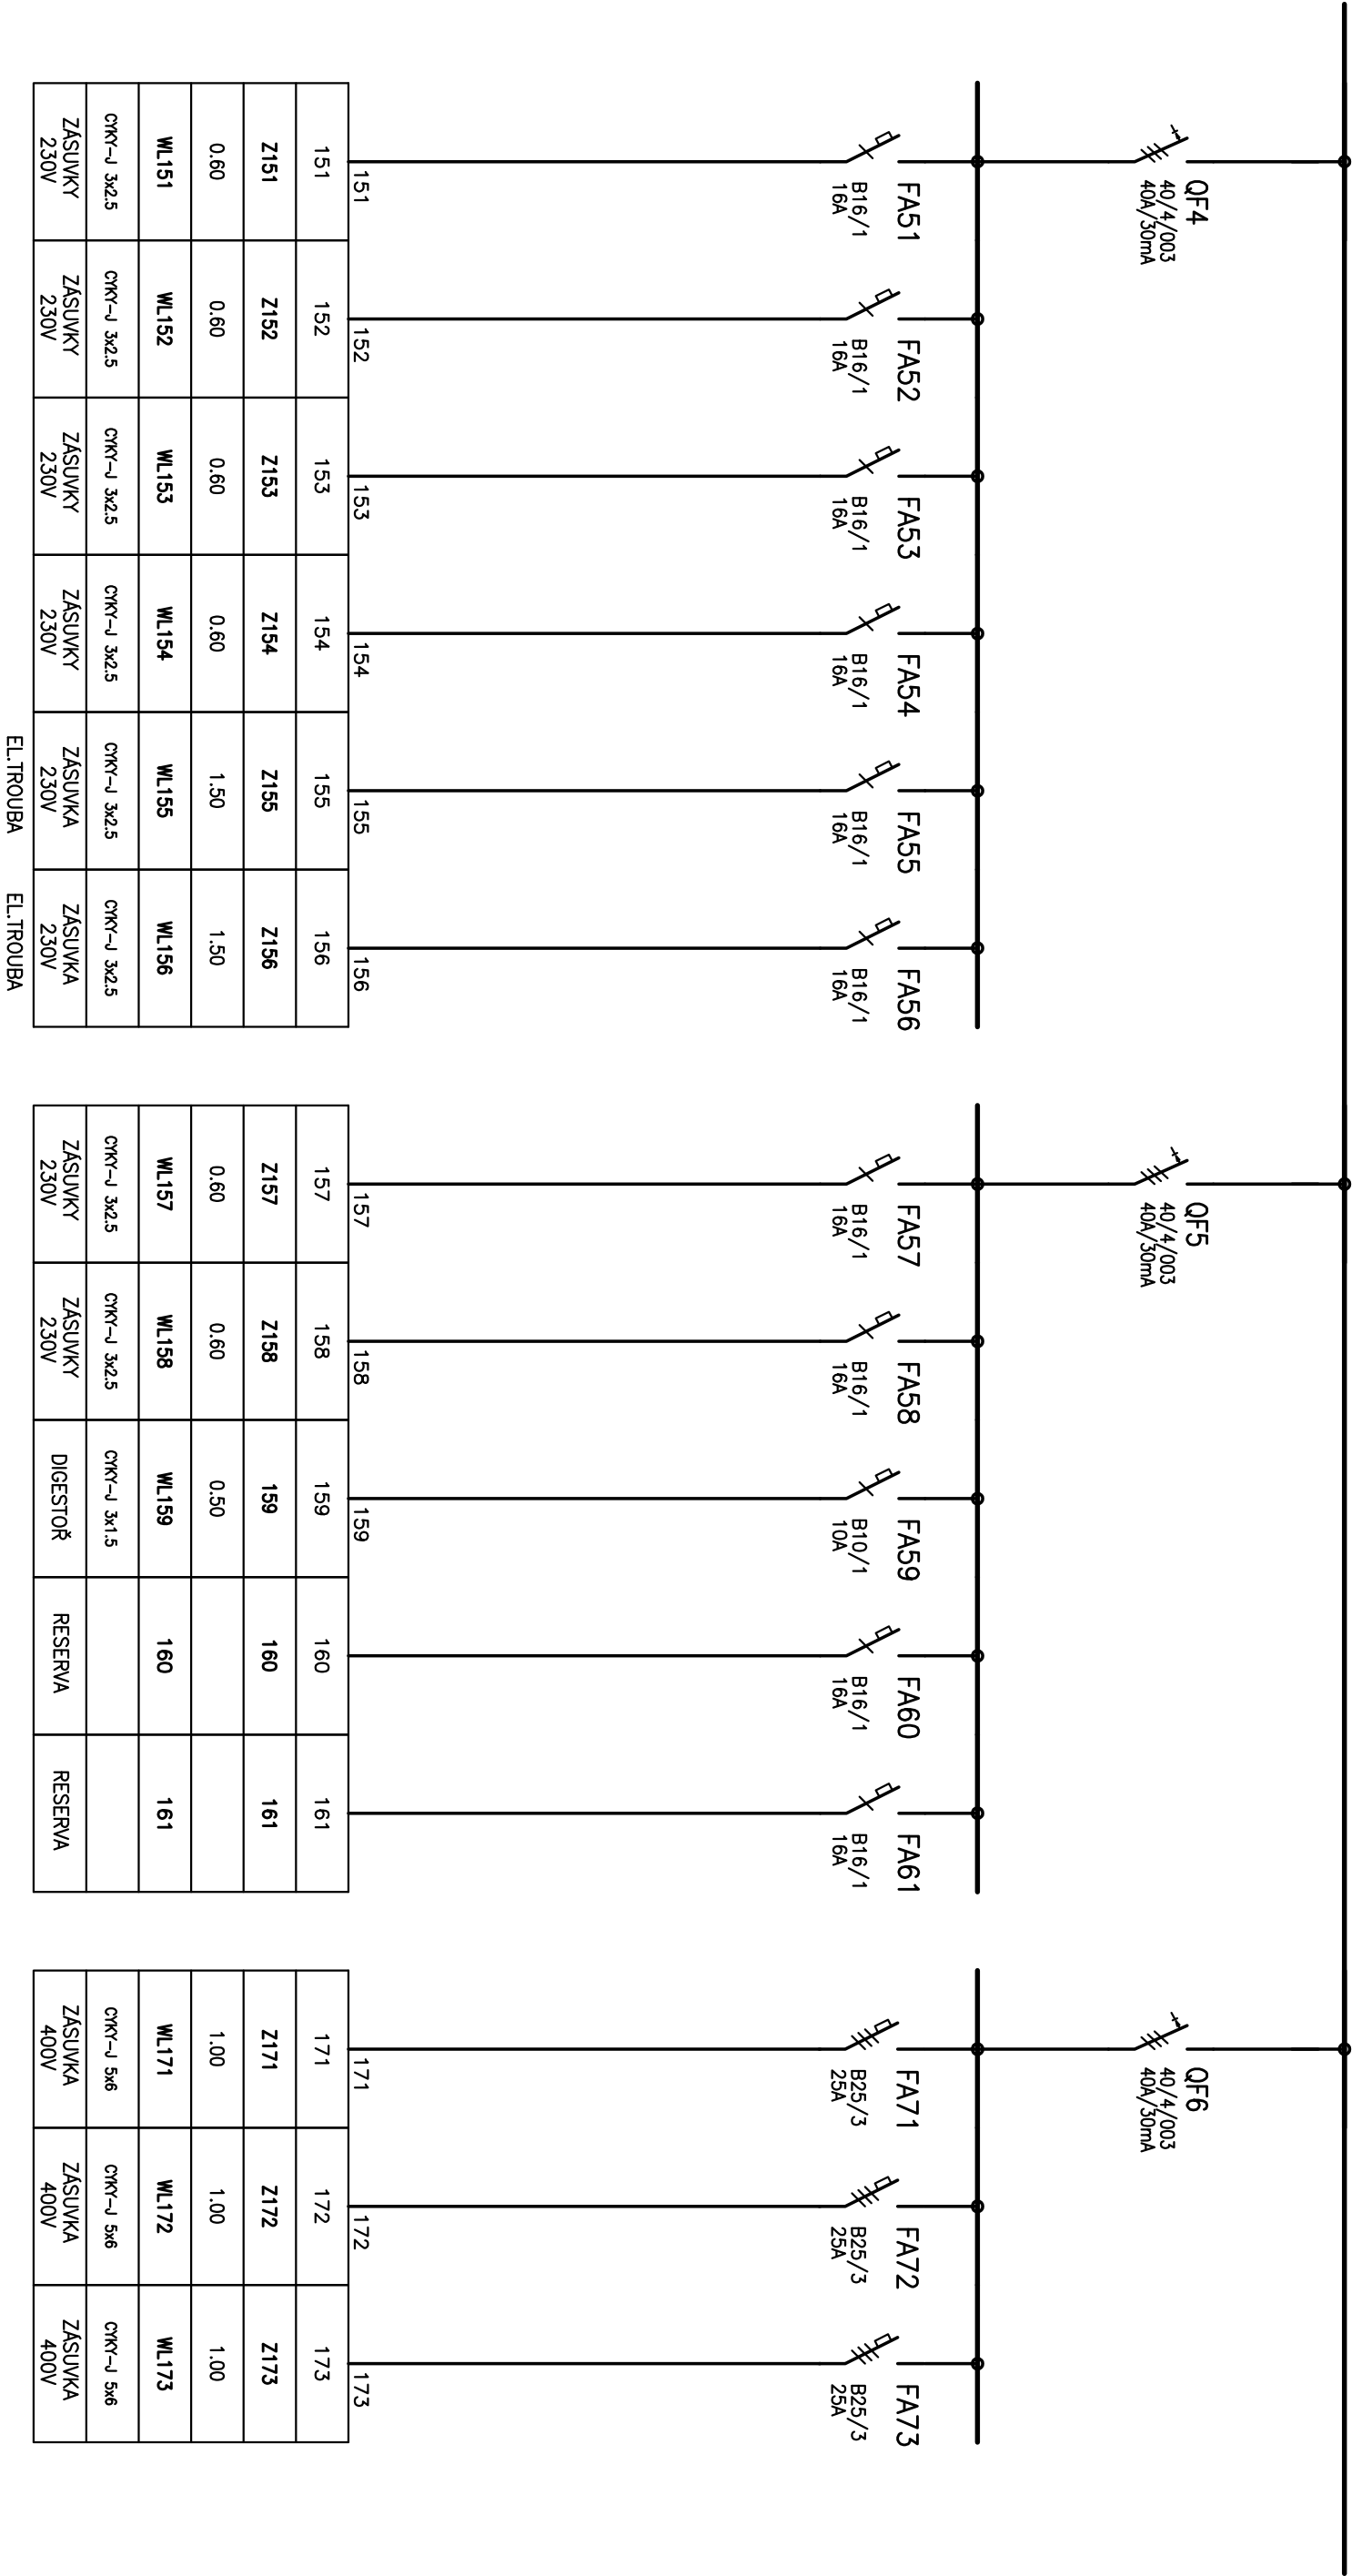 QF4
40/4/003
40A/30mA
QF5
40/4/003
40A/30mA
QF6
40/4/003
40A/30mA
FA51
B16/1
16A
FA52
B16/1
16A
FA53
B16/1
16A
FA54
B16/1
16A
FA55
B16/1
16A
FA56
B16/1
16A
FA57
B16/1
16A
FA58
B16/1
16A
FA59
B10/1
10A
FA60
B16/1
16A
FA61
B16/1
16A
FA71
B25/3
25A
FA72
B25/3
25A
FA73
B25/3
25A
151 152 153 154 155 156 157 158 159 171 172 173
151 152 153 154 155 156 157 158 159 160 161 171 172 173
Z151 Z152 Z153 Z154 Z155 Z156 Z157 Z158 159 160 161 Z171 Z172 Z173
0.60 0.60 0.60 0.60 1.50 1.50 0.60 0.60 0.50 1.00 1.00 1.00
WL151 WL152 WL153 WL154 WL155 WL156 WL157 WL158 WL159 160 161 WL171 WL172 WL173
CYKY-J 3x2.5 CYKY-J 3x2.5 CYKY-J 3x2.5 CYKY-J 3x2.5 CYKY-J 3x2.5 CYKY-J 3x2.5 CYKY-J 3x2.5 CYKY-J 3x2.5 CYKY-J 3x1.5 CYKY-J 5x6 CYKY-J 5x6 CYKY-J 5x6
ZÁSUVKY
230V
ZÁSUVKY
230V
ZÁSUVKY
230V
ZÁSUVKY
230V
ZÁSUVKA
230V
ZÁSUVKA
230V
ZÁSUVKY
230V
ZÁSUVKY
230V
DIGESTOŘ
RESERVA
RESERVA
ZÁSUVKA
400V
ZÁSUVKA
400V
ZÁSUVKA
400V
EL.TROUBA EL.TROUBA